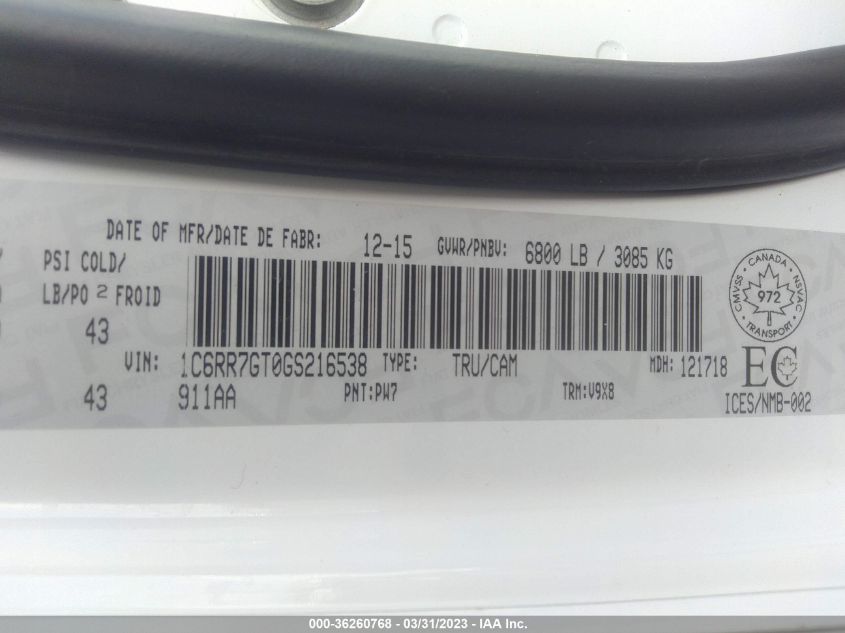 DATE OF MFR/DATE DE FABR: 12-15 GVWR/PNBV: 6800 LB / 3085 KG
PSI COLD/
LB/PO 2 FROID
43
VIN: 1C6RR7GT0GS216538 TYPE: TRU/CAM MDH: 121718
43 911AA PNT:PW7 TRM:V9X8
CANADA
CMVSS NSVAC
972
TRANSPORT
EC
ICES/NMB-002
000-36260768 / 03/31/2023 - IAA Inc.